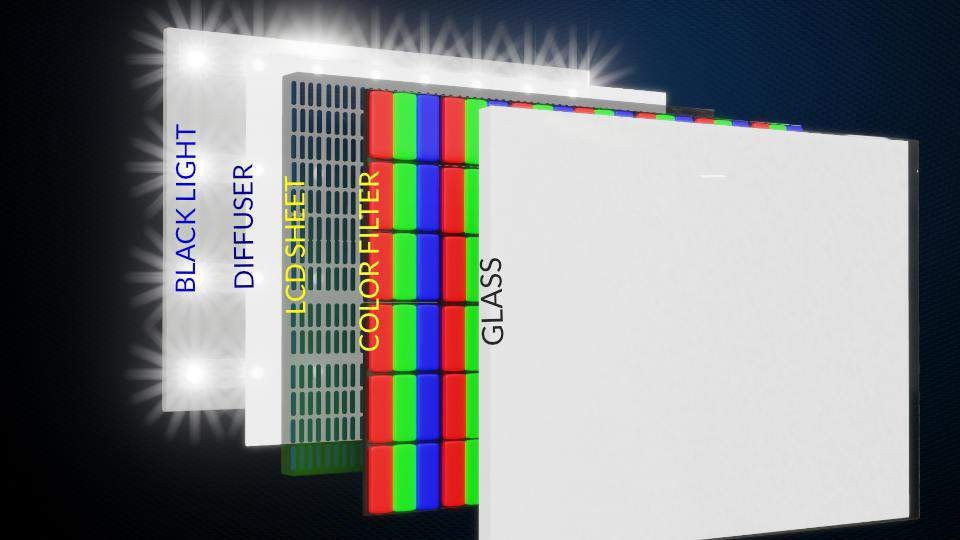 BLACK LIGHT
DIFFUSER
LCD SHEET
COLOR FILTER
GLASS